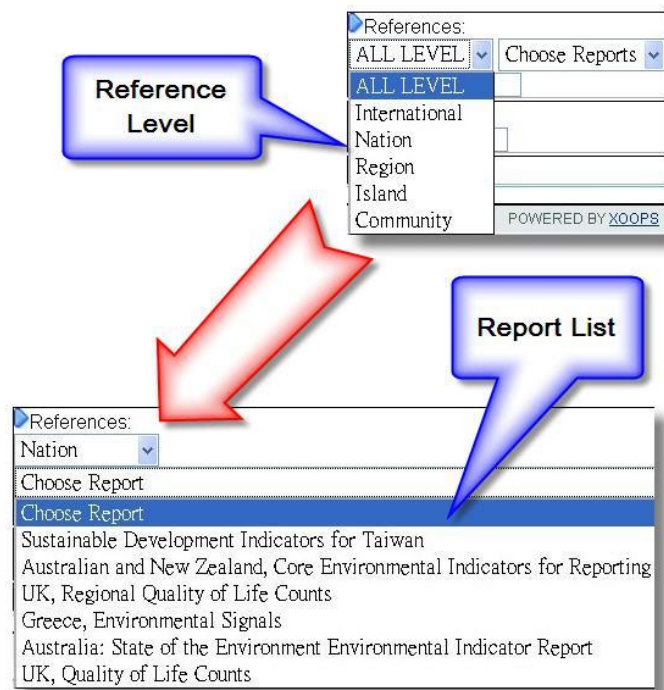 References:
ALL LEVEL Choose Reports
ALL LEVEL
International
Nation
Region
Island
Community
POWERED BY XOOPS
Reference
Level
Report List
References:
Nation
Choose Report
Choose Report
Sustainable Development Indicators for Taiwan
Australian and New Zealand, Core Environmental Indicators for Reporting
UK, Regional Quality of Life Counts
Greece, Environmental Signals
Australia: State of the Environment Environmental Indicator Report
UK, Quality of Life Counts